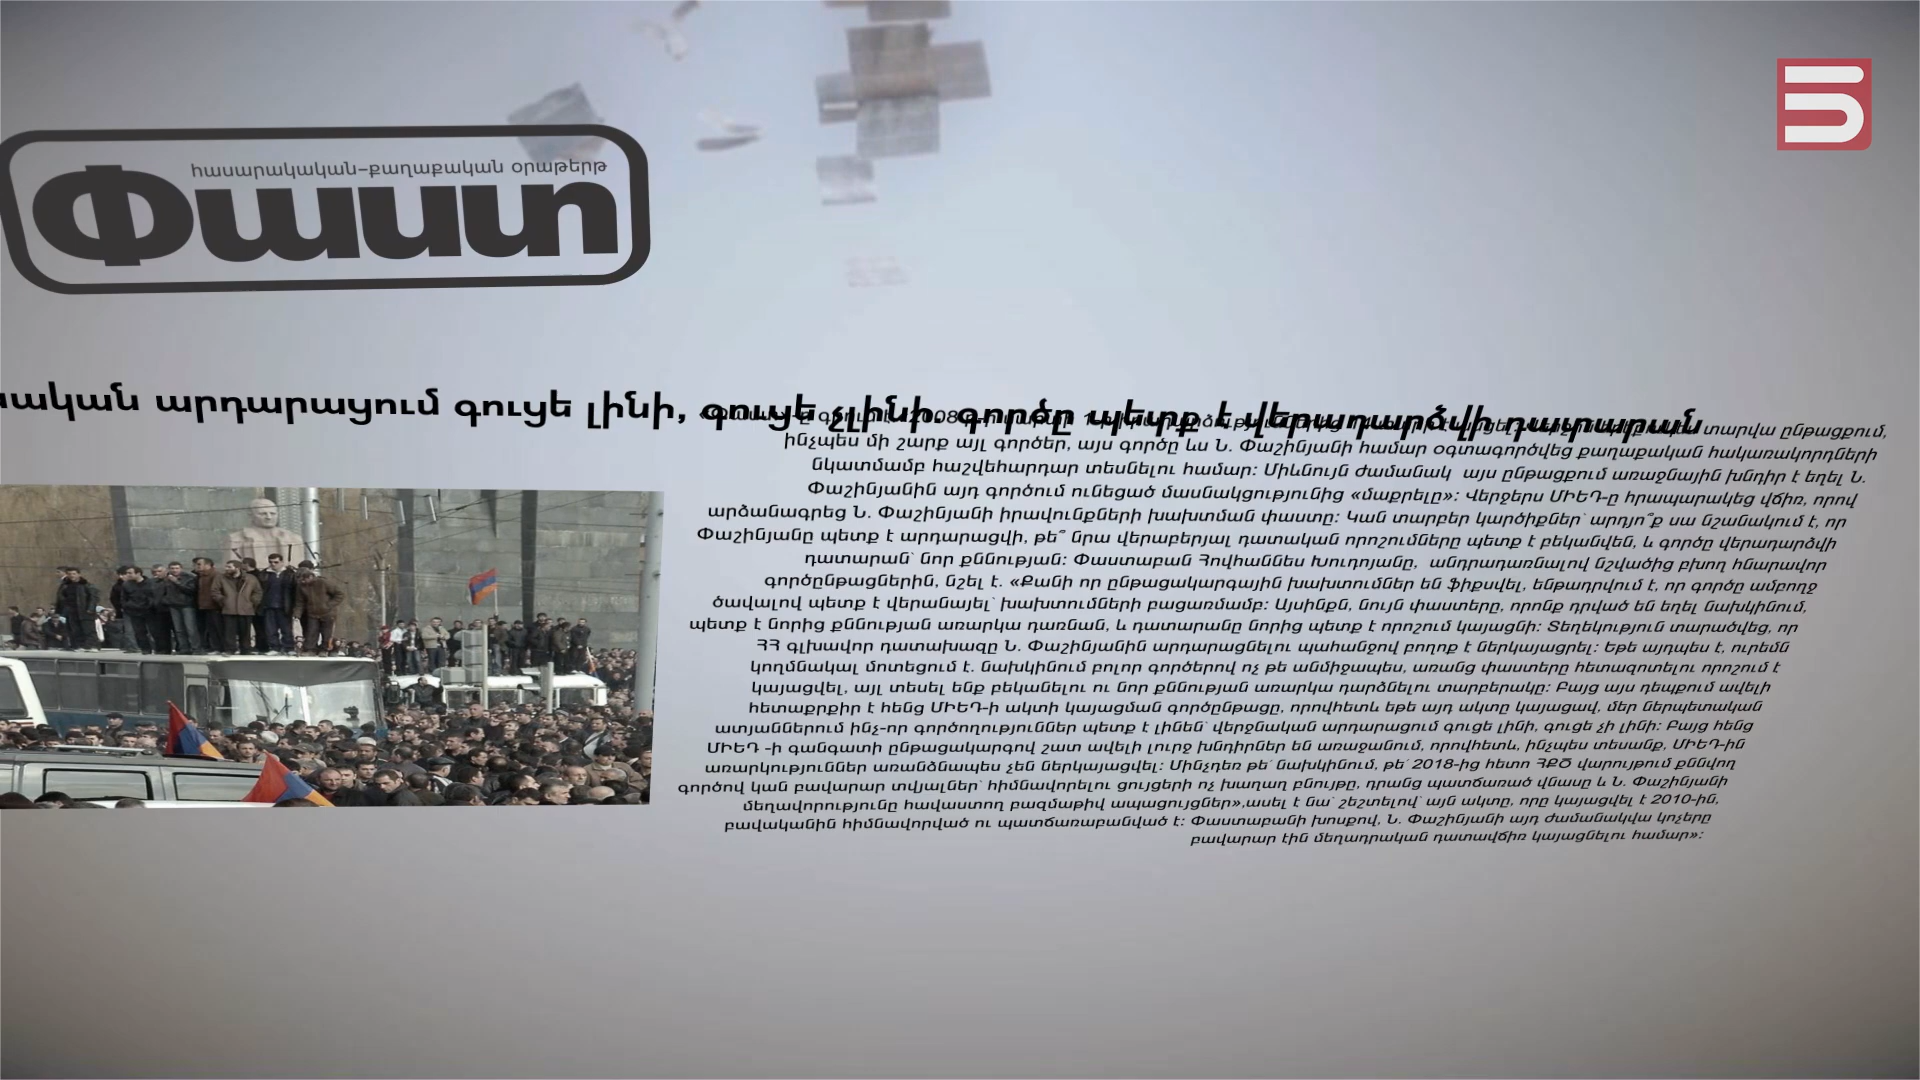 հասարակական-քաղաքական օրաթերթ
Փաստ
արդարացում գուցե լինի, գուցե չլինի. գործը պետք է վերադարձվի դատարան
տարվա ընթացքում,
ինչպես մի շարք այլ գործեր, այս գործը ևս Ն. Փաշինյանի համար օգտագործվեց քաղաքական հակառակորդների
նկատմամբ հաշվեհարդար տեսնելու համար: Միևնույն ժամանակ այս ընթացքում առաջնային խնդիր է եղել Ն.
Փաշինյանին այդ գործում ունեցած մասնակցությունից «մաքրելը»: Վերջերս ՄԻԵԴ-ը հրապարակեց վճիռ, որով
արձանագրեց Ն. Փաշինյանի իրավունքների խախտման փաստը: Կան տարբեր կարծիքներ՝ արդյո՞ք սա նշանակում է, որ
Փաշինյանը պետք է արդարացվի, թե՞ նրա վերաբերյալ դատական որոշումները պետք է բեկանվեն, և գործը վերադարձվի
դատարան՝ նոր քննության: Փաստաբան Հովհաննես Խուդոյանը, անդրադառնալով նշվածից բխող հնարավոր
գործընթացներին, նշել է. «Քանի որ ընթացակարգային խախտումներ են ֆիքսվել, ենթադրվում է, որ գործը ամբողջ
ծավալով պետք է վերանայել՝ խախտումների բացառմամբ: Այսինքն, նույն փաստերը, որոնք դրված են եղել նախկինում,
պետք է նորից քննության առարկա դառնան, և դատարանը նորից պետք է որոշում կայացնի: Տեղեկություն տարածվեց, որ
ՀՀ գլխավոր դատախազը Ն. Փաշինյանին արդարացնելու պահանջով բողոք է ներկայացրել: Եթե այդպես է, ուրեմն
կողմնակալ մոտեցում է. նախկինում բոլոր գործերով ոչ թե անմիջապես, առանց փաստերը հետազոտելու որոշում է
կայացվել, այլ տեսել ենք բեկանելու ու նոր քննության առարկա դարձնելու տարբերակը: Բայց այս դեպքում ավելի
հետաքրքիր է հենց ՄԻԵԴ-ի ակտի կայացման գործընթացը, որովհետև եթե այդ ակտը կայացավ, մեր ներպետական
ատյաններում ինչ-որ գործողություններ պետք է լինեն՝ վերջնական արդարացում գուցե լինի, գուցե չի լինի: Բայց հենց
ՄԻԵԴ -ի գանգատի ընթացակարգով շատ ավելի լուրջ խնդիրներ են առաջանում, որովհետև, ինչպես տեսանք, ՄԻԵԴ-ին
առարկություններ առանձնապես չեն ներկայացվել: Մինչդեռ թե՛ նախկինում, թե՛ 2018-ից հետո ՀՔԾ վարույթում քննվող
գործով կան բավարար տվյալներ՝ հիմնավորելու ցույցերի ոչ խաղաղ բնույթը, դրանց պատճառած վնասը և Ն. Փաշինյանի
մեղավորությունը հավաստող բազմաթիվ ապացույցներ»,ասել է նա՝ շեշտելով՝ այն ակտը, որը կայացվել է 2010-ին,
բավականին հիմնավորված ու պատճառաբանված է: Փաստաբանի խոսքով, Ն. Փաշինյանի այդ ժամանակվա կոչերը
բավարար էին մեղադրական դատավճիռ կայացնելու համար»: